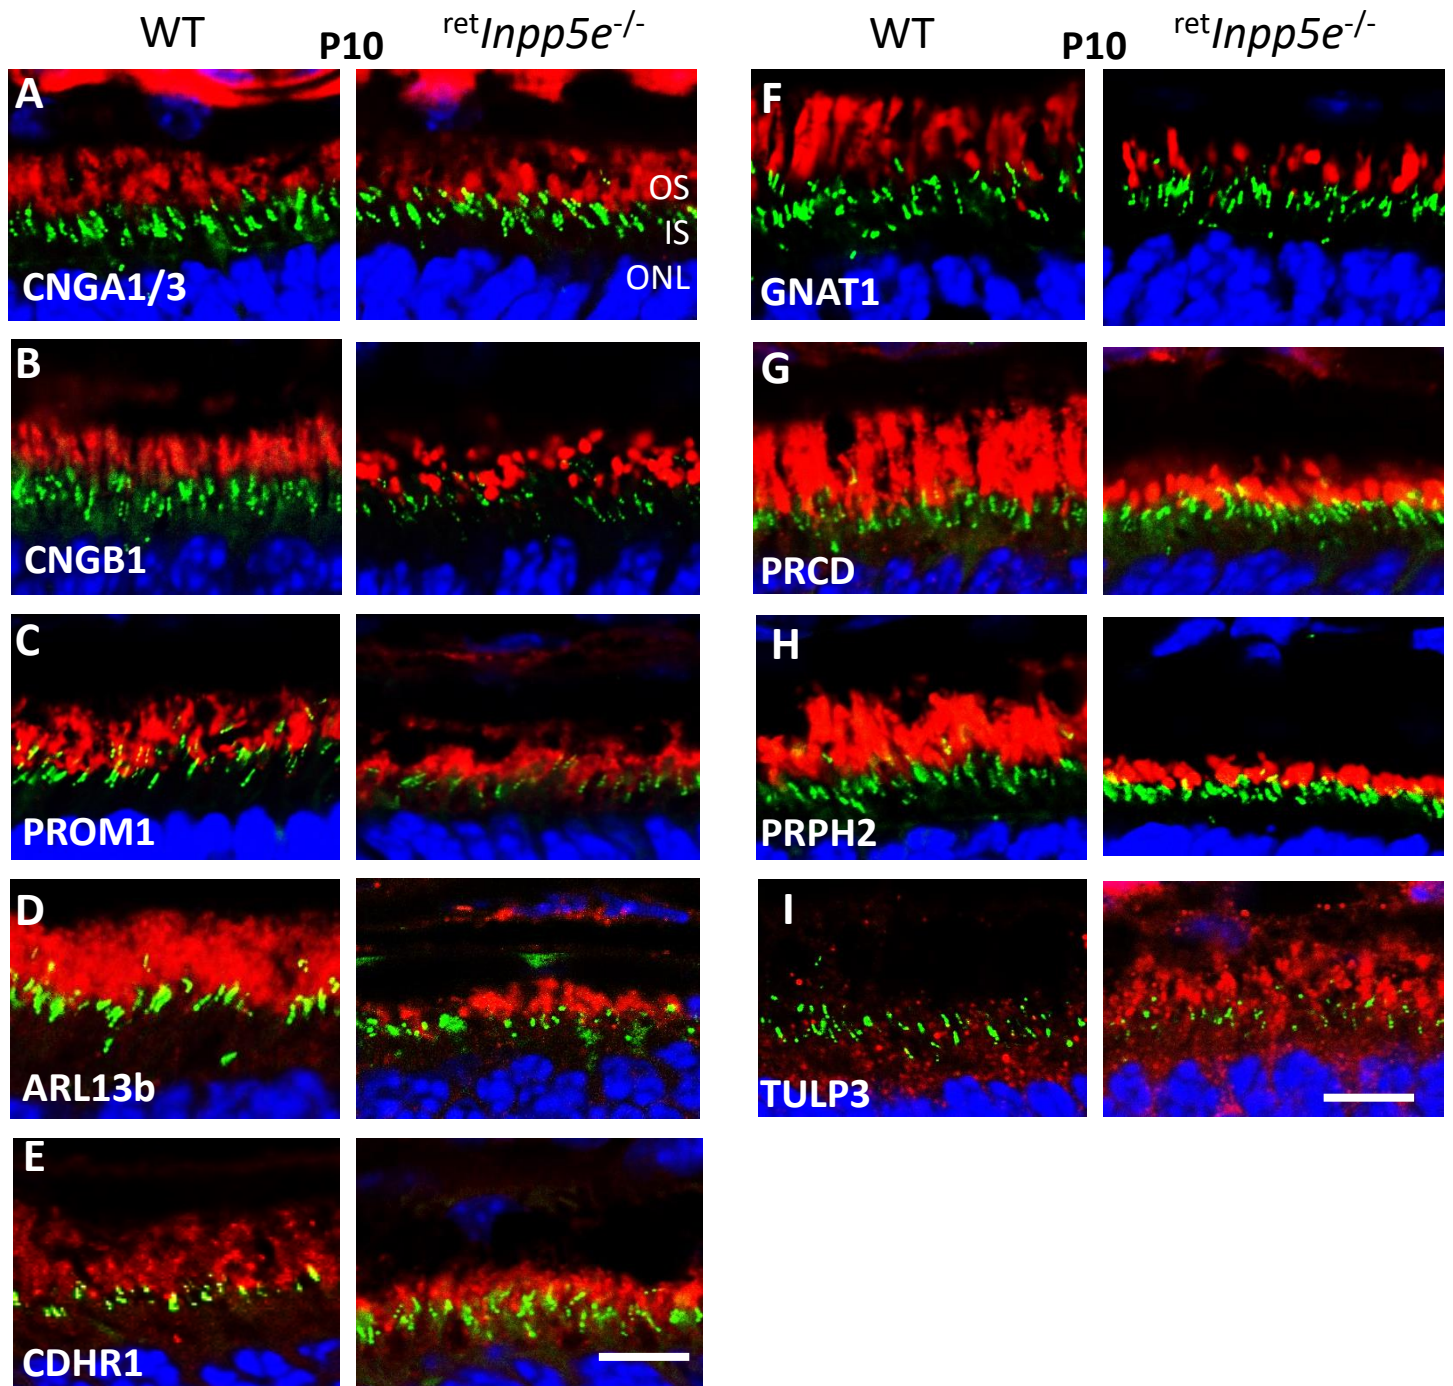 WT P10 retInpp5e-/- WT P10 retInpp5e-/-
A
OS
IS
ONL
CNGA1/3
F
GNAT1
B
CNGB1
G
PRCD
C
PROM1
H
PRPH2
D
ARL13b
I
TULP3
E
CDHR1